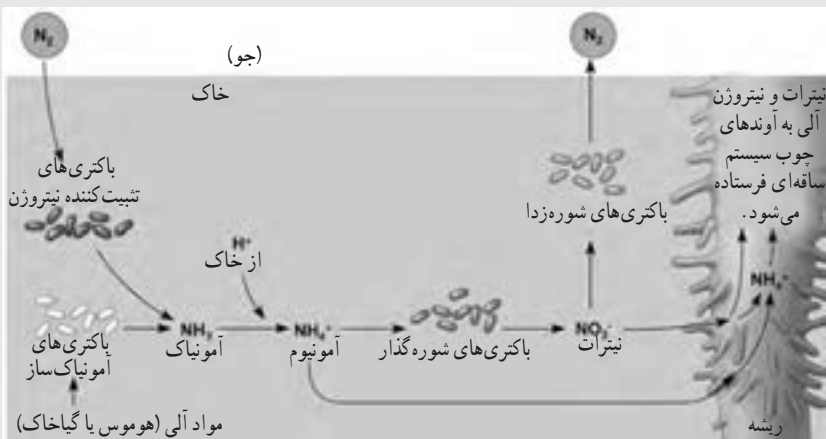 N₂
(جو)
N₂
خاک
باکتری‌های
تثبیت‌کننده نیتروژن
H⁺
از خاک
باکتری‌های
آمونیاک‌ساز
مواد آلی (هوموس یا گیاخاک)
NH₃
آمونیاک
NH₄⁺
آمونیوم
باکتری‌های شوره‌گذار
NO₃⁻
نیترات
باکتری‌های شوره‌زدا
نیترات و نیتروژن
آلی به آوندهای
چوب سیستم
ساقه‌ای فرستاده
می‌شود.
NH₄⁺
ریشه